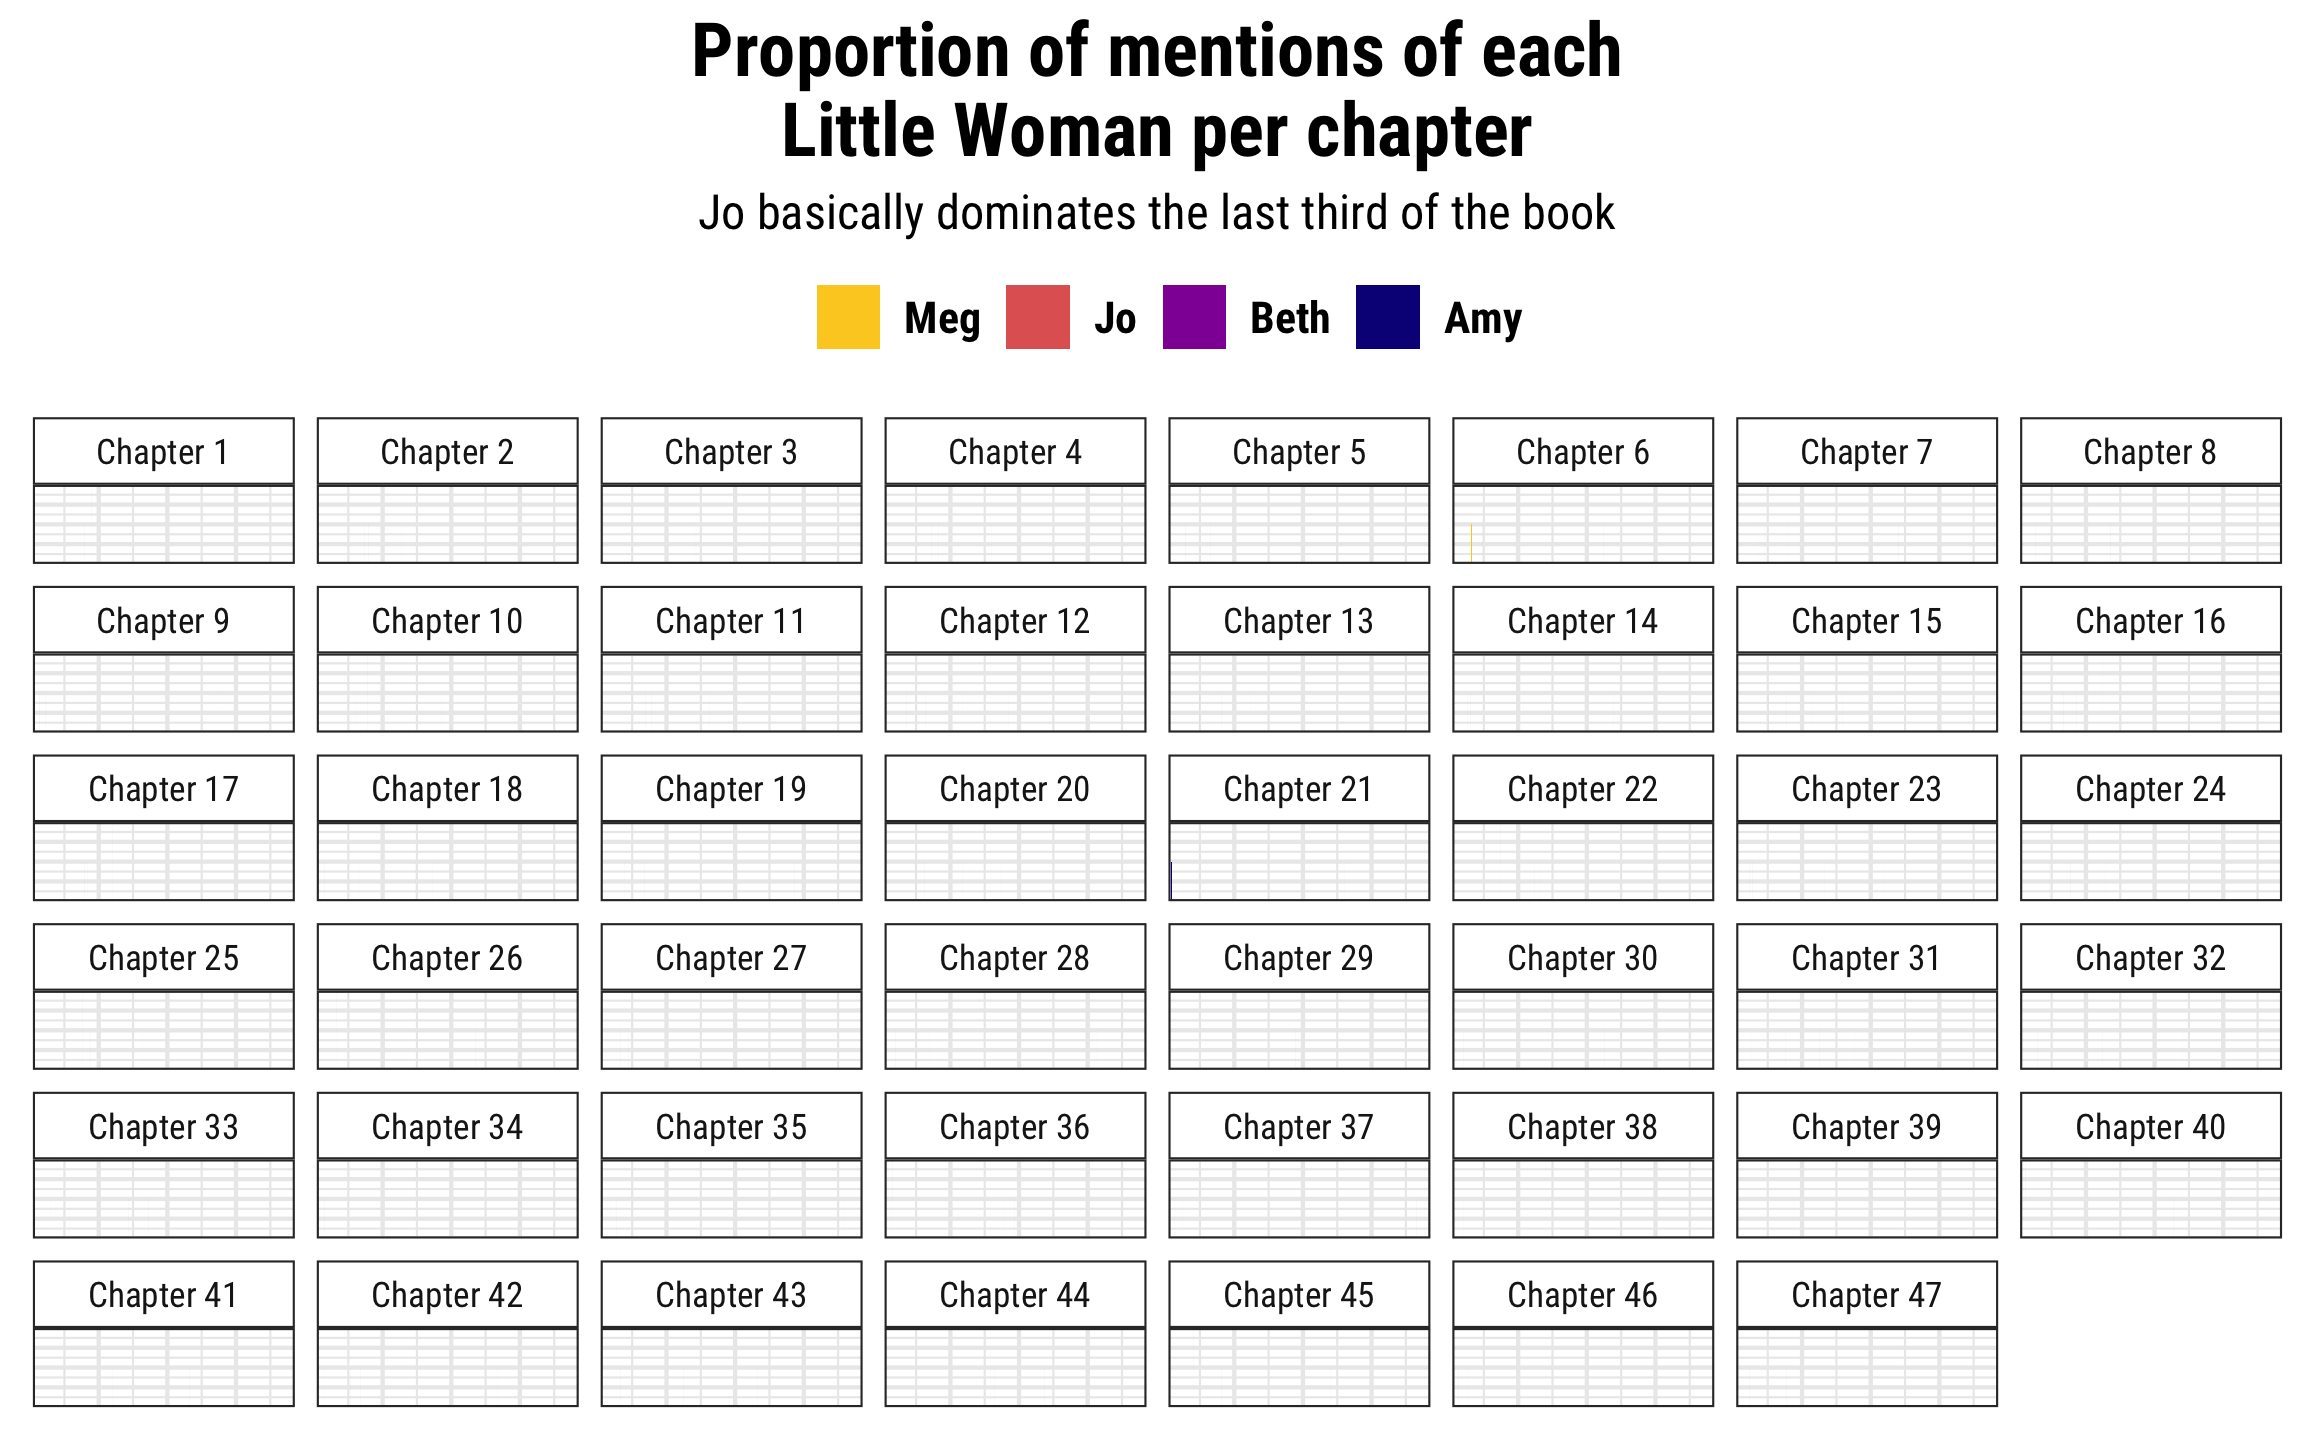 Proportion of mentions of each
Little Woman per chapter
Jo basically dominates the last third of the book
Meg Jo Beth Amy
Chapter 1 Chapter 2 Chapter 3 Chapter 4 Chapter 5 Chapter 6 Chapter 7 Chapter 8
Chapter 9 Chapter 10 Chapter 11 Chapter 12 Chapter 13 Chapter 14 Chapter 15 Chapter 16
Chapter 17 Chapter 18 Chapter 19 Chapter 20 Chapter 21 Chapter 22 Chapter 23 Chapter 24
Chapter 25 Chapter 26 Chapter 27 Chapter 28 Chapter 29 Chapter 30 Chapter 31 Chapter 32
Chapter 33 Chapter 34 Chapter 35 Chapter 36 Chapter 37 Chapter 38 Chapter 39 Chapter 40
Chapter 41 Chapter 42 Chapter 43 Chapter 44 Chapter 45 Chapter 46 Chapter 47